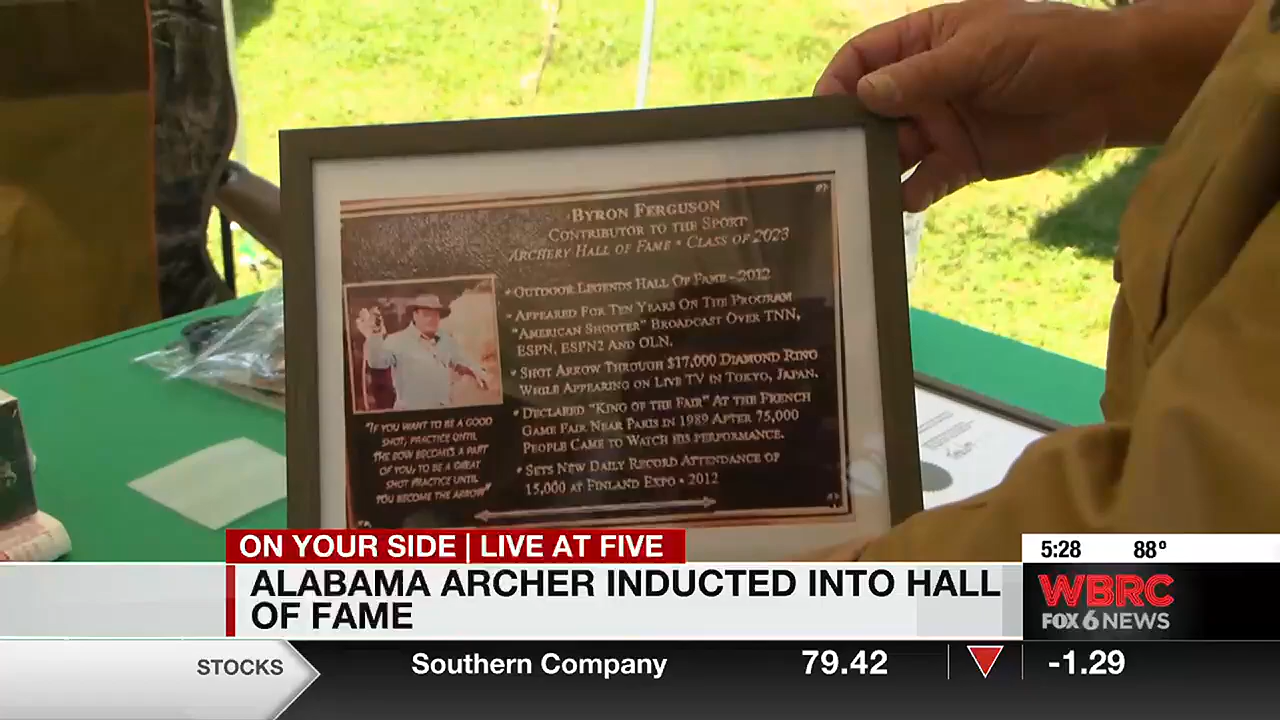 BYRON FERGUSON
CONTRIBUTOR TO THE SPORT
ARCHERY HALL OF FAME • CLASS OF 2023
• OUTDOOR LEGENDS HALL OF FAME - 2012
• APPEARED FOR TEN YEARS ON THE PROGRAM
"AMERICAN SHOOTER" BROADCAST OVER TNN,
ESPN, ESPN2 AND OLN.
• SHOT ARROW THROUGH $17,000 DIAMOND RING
WHILE APPEARING ON LIVE TV IN TOKYO, JAPAN.
• DECLARED "KING OF THE FAIR" AT THE FRENCH
GAME FAIR NEAR PARIS IN 1989 AFTER 75,000
PEOPLE CAME TO WATCH HIS PERFORMANCE.
• SETS NEW DAILY RECORD ATTENDANCE OF
15,000 AT FINLAND EXPO • 2012
"IF YOU WANT TO BE A GOOD
SHOT, PRACTICE UNTIL
THE BOW BECOMES A PART
OF YOU, TO BE A GREAT
SHOT PRACTICE UNTIL
YOU BECOME THE ARROW"
ON YOUR SIDE | LIVE AT FIVE
ALABAMA ARCHER INDUCTED INTO HALL
OF FAME
5:28 88°
WBRC
FOX 6 NEWS
STOCKS Southern Company 79.42 -1.29